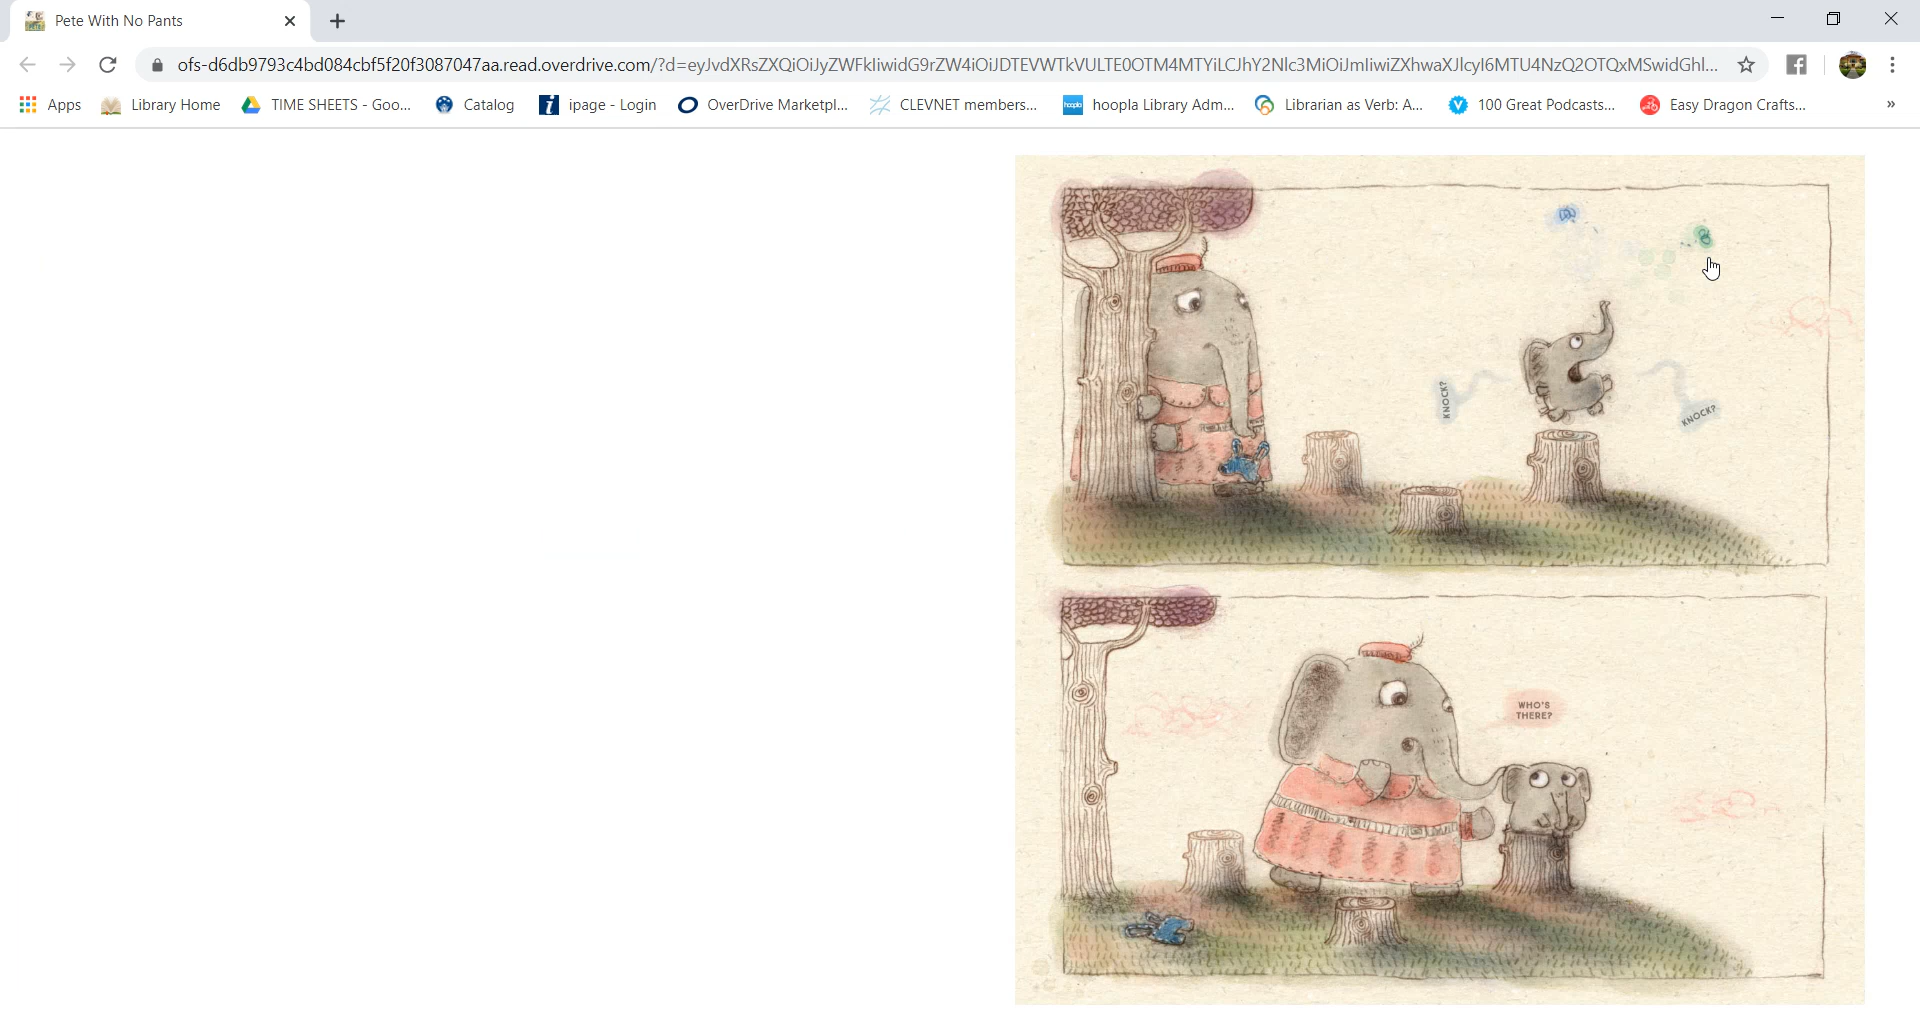 Pete With No Pants
ofs-d6db9793c4bd084cbf5f20f3087047aa.read.overdrive.com/?d=eyJvdXRsZXQiOiJyZWFkIiwidG9rZW4iOiJDTEVWTkVULTE0OTM4MTYiLCJhY2Nlc3MiOiJmIiwiZXhwaXJlcyI6MTU4NzQ2OTQxMSwidGhl...
Apps Library Home TIME SHEETS - Goo... Catalog ipage - Login OverDrive Marketpl... CLEVNET members... hoopla Library Adm... Librarian as Verb: A... 100 Great Podcasts... Easy Dragon Crafts... »
KNOCK?
KNOCK?
WHO'S
THERE?